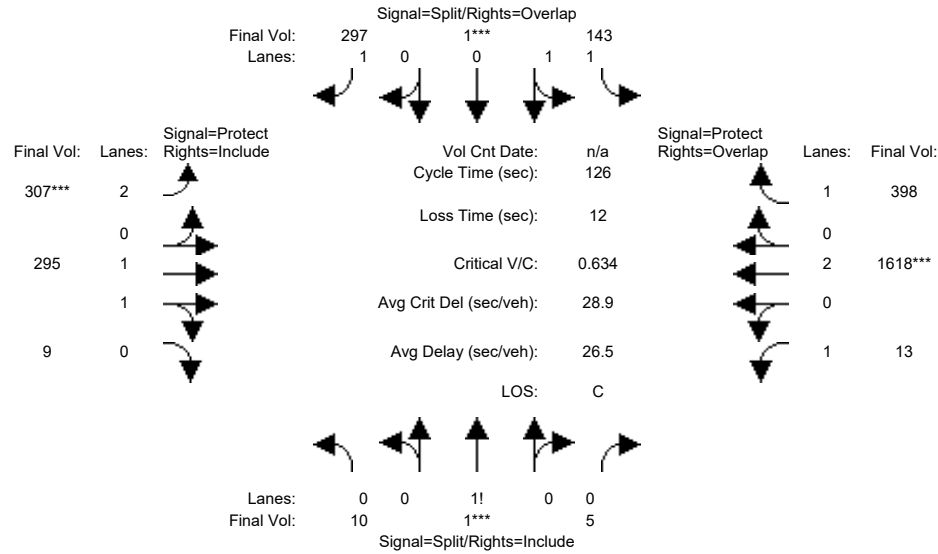 Signal=Split/Rights=Overlap
Final Vol: 297 1*** 143
Lanes: 1 0 0 1 1
Signal=Protect
Final Vol: Lanes: Rights=Include
Vol Cnt Date: n/a
Signal=Protect
Rights=Overlap Lanes: Final Vol:
Cycle Time (sec): 126
307*** 2
1 398
Loss Time (sec): 12
0
0
295 1
Critical V/C: 0.634
2 1618***
1
Avg Crit Del (sec/veh): 28.9
0
9 0
Avg Delay (sec/veh): 26.5
1 13
LOS: C
Lanes: 0 0 1! 0 0
Final Vol: 10 1*** 5
Signal=Split/Rights=Include